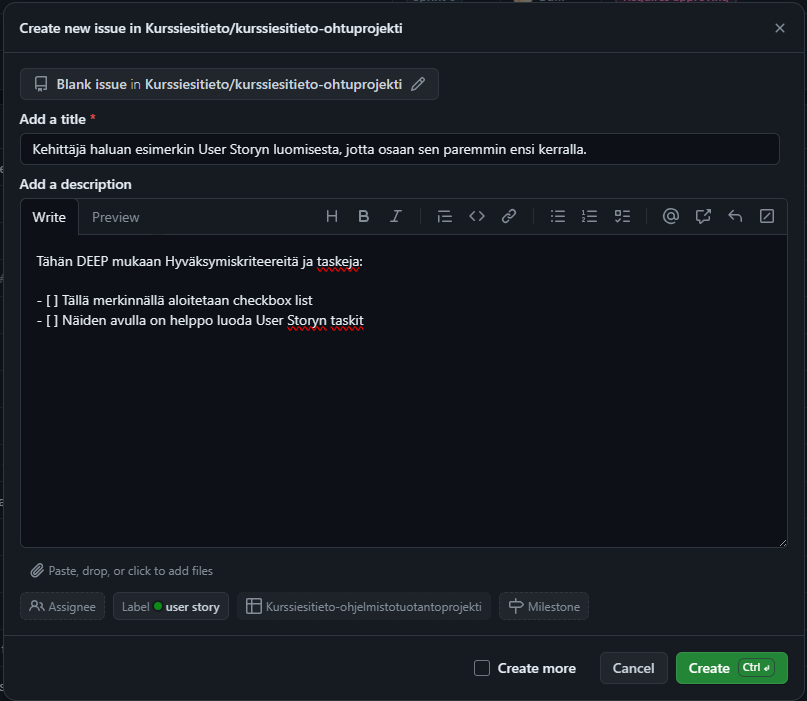 Create new issue in Kurssiesitieto/kurssiesitieto-ohtuprojekti
Blank issue in Kurssiesitieto/kurssiesitieto-ohtuprojekti
Add a title *
Kehittäjä haluan esimerkin User Storyn luomisesta, jotta osaan sen paremmin ensi kerralla.
Add a description
Write Preview
Tähän DEEP mukaan Hyväksymiskriteereitä ja taskeja:
- [ ] Tällä merkinnällä aloitetaan checkbox list
- [ ] Näiden avulla on helppo luoda User Storyn taskit
Paste, drop, or click to add files
Assignee Label user story Kurssiesitieto-ohjelmistotuotantoprojekti Milestone
Create more Cancel Create Ctrl